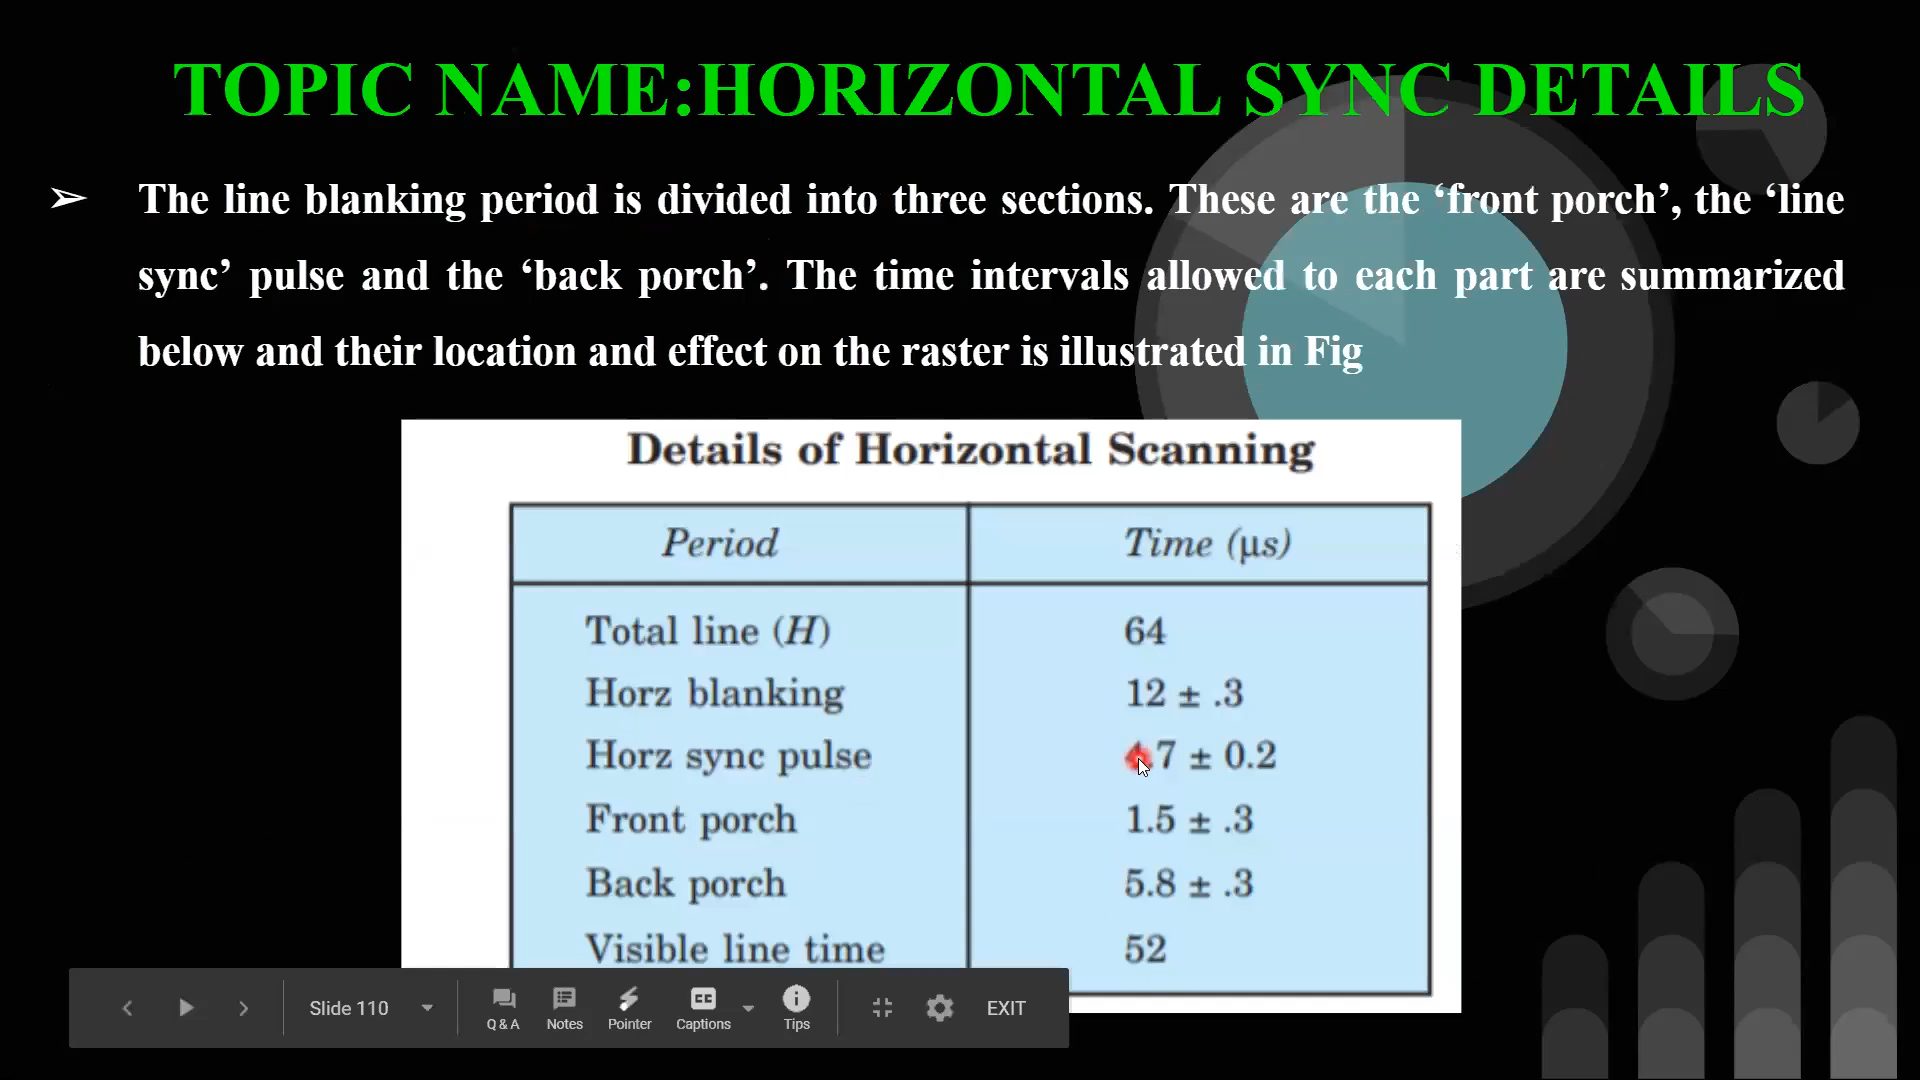 TOPIC NAME:HORIZONTAL SYNC DETAILS
➢ The line blanking period is divided into three sections. These are the ‘front porch’, the ‘line
sync’ pulse and the ‘back porch’. The time intervals allowed to each part are summarized
below and their location and effect on the raster is illustrated in Fig
Details of Horizontal Scanning
Period Time (µs)
Total line (H) 64
Horz blanking 12 ± .3
Horz sync pulse 7 ± 0.2
Front porch 1.5 ± .3
Back porch 5.8 ± .3
Visible line time 52
Slide 110 Q & A Notes Pointer CC Captions Tips EXIT